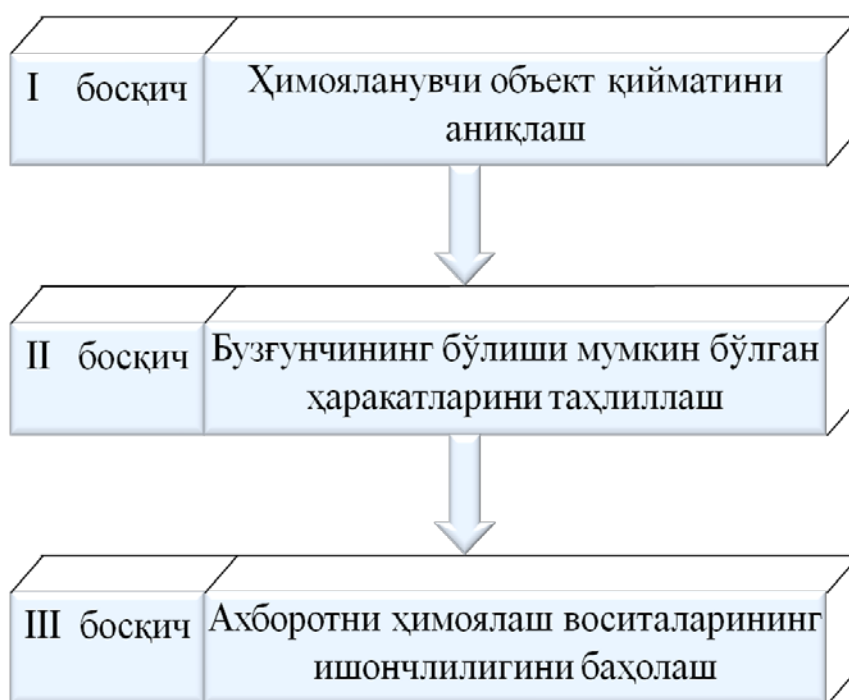 I босқич
Ҳимояланувчи объект қийматини
аниқлаш
II босқич
Бузғунчининг бўлиши мумкин бўлган
ҳаракатларини таҳлиллаш
III босқич
Ахборотни ҳимоялаш воситаларининг
ишончлилигини баҳолаш